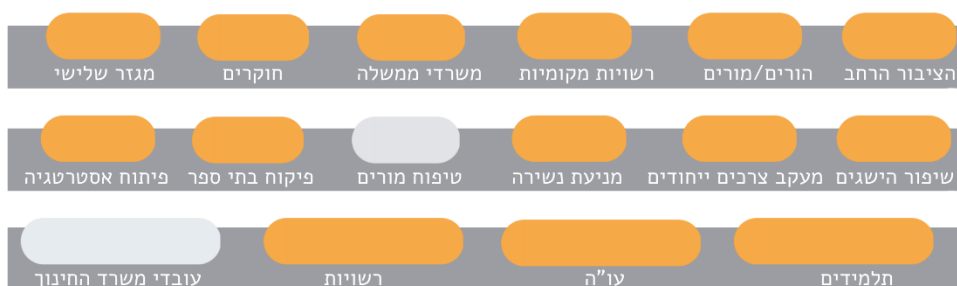 הציבור הרחב הורים/מורים רשויות מקומיות משרדי ממשלה חוקרים מגזר שלישי
שיפור הישגים מעקב צרכים ייחודים מניעת נשירה טיפוח מורים פיקוח בתי ספר פיתוח אסטרטגיה
תלמידים עו"ה רשויות עובדי משרד החינוך